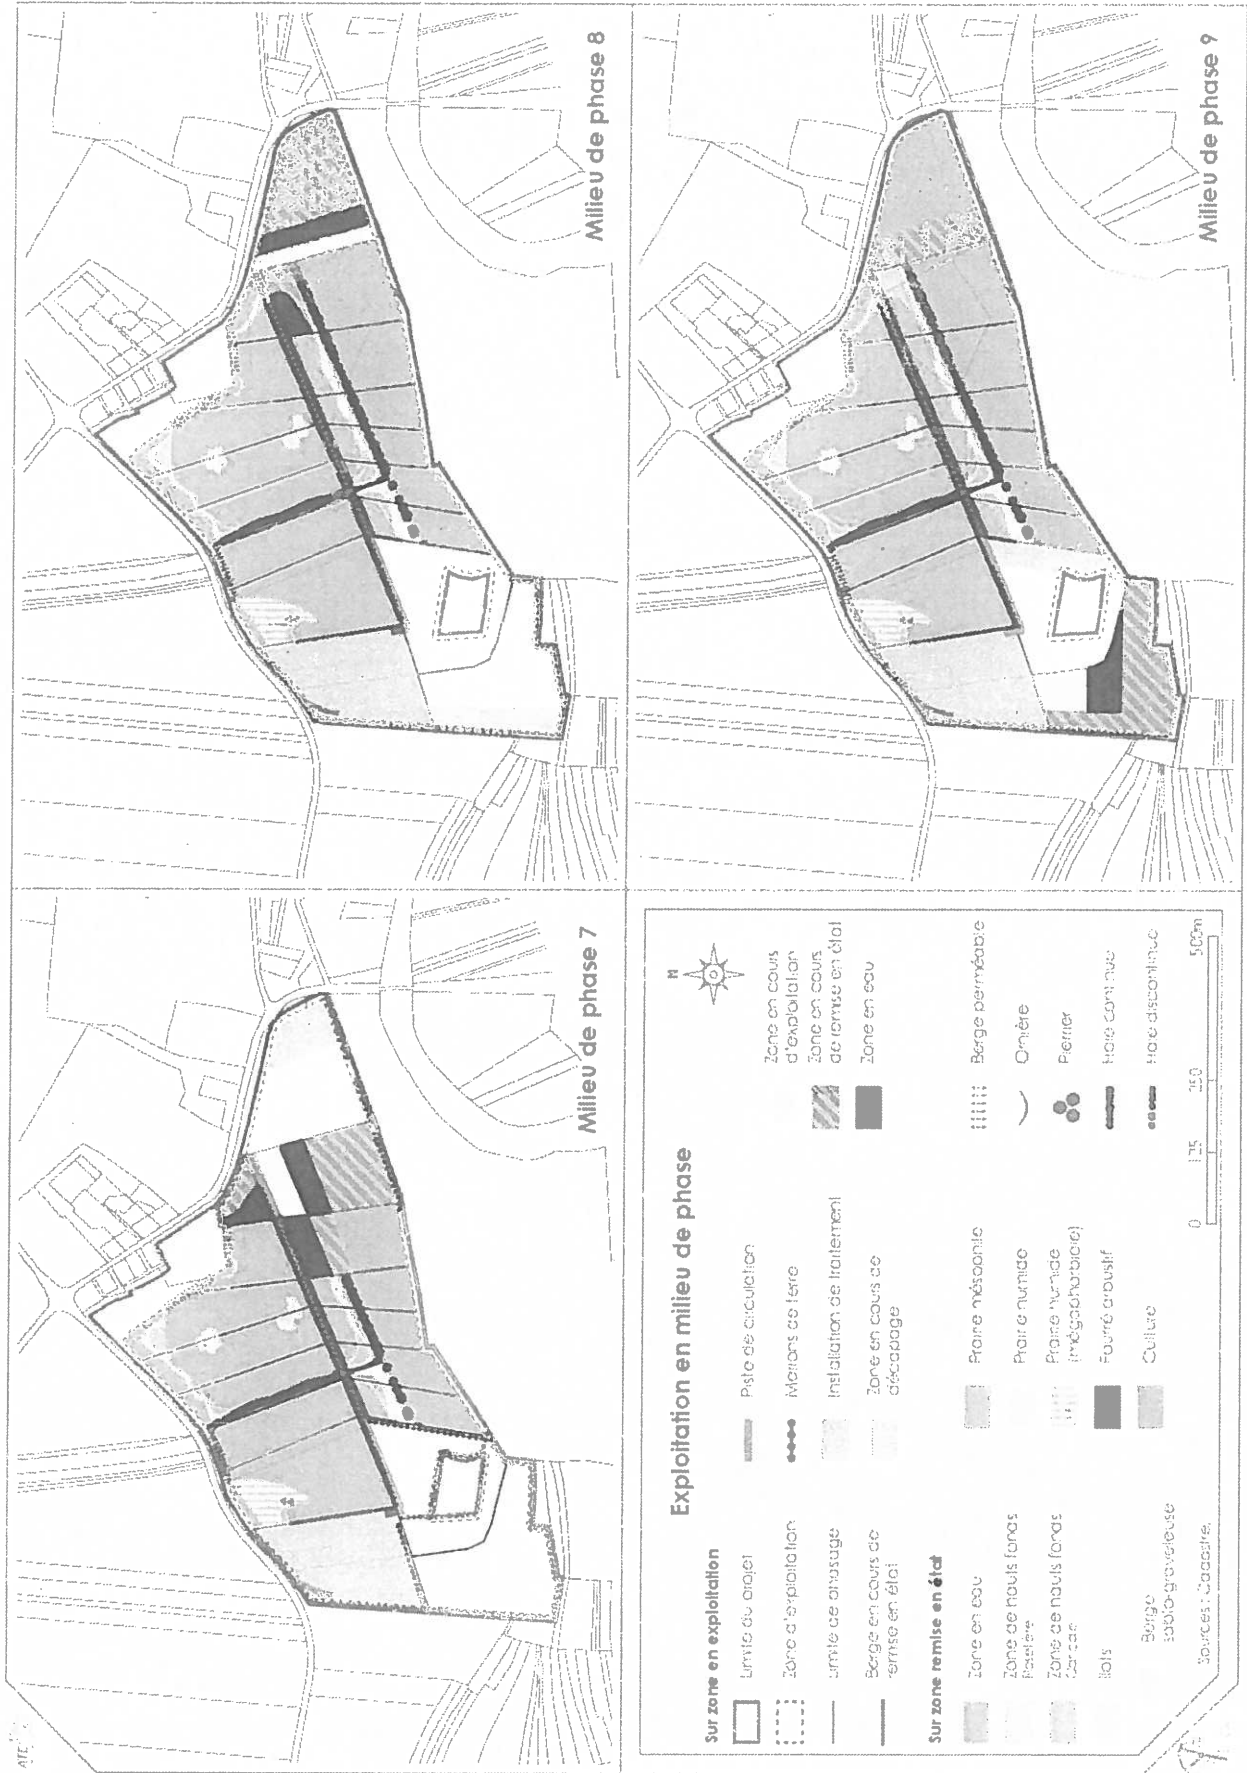 Milieu de phase 7
Milieu de phase 8
Milieu de phase 9
Exploitation en milieu de phase
N
Sur zone en exploitation
Limite du projet
Zone d'exploitation
Limite de phasage
Berge en cours de
remise en état
Piste de circulation
Merlons de terre
Installation de traitement
Zone en cours de
décapage
Zone en cours
d'exploitation
Zone en cours
de remise en état
Zone en eau
Sur zone remise en état
Zone en eau
Zone de hauts fonds
Zone de hauts fonds
Ilots
Berge
sablo-graveleuse
Prairie mésophile
Prairie humide
Prairie humide
(mégaphorbiaie)
Fourré arbustif
Culture
Berge perméable
Ornière
Pierrier
Haie continue
Haie discontinue
0 125 250 500m
Sources : Cadastre,